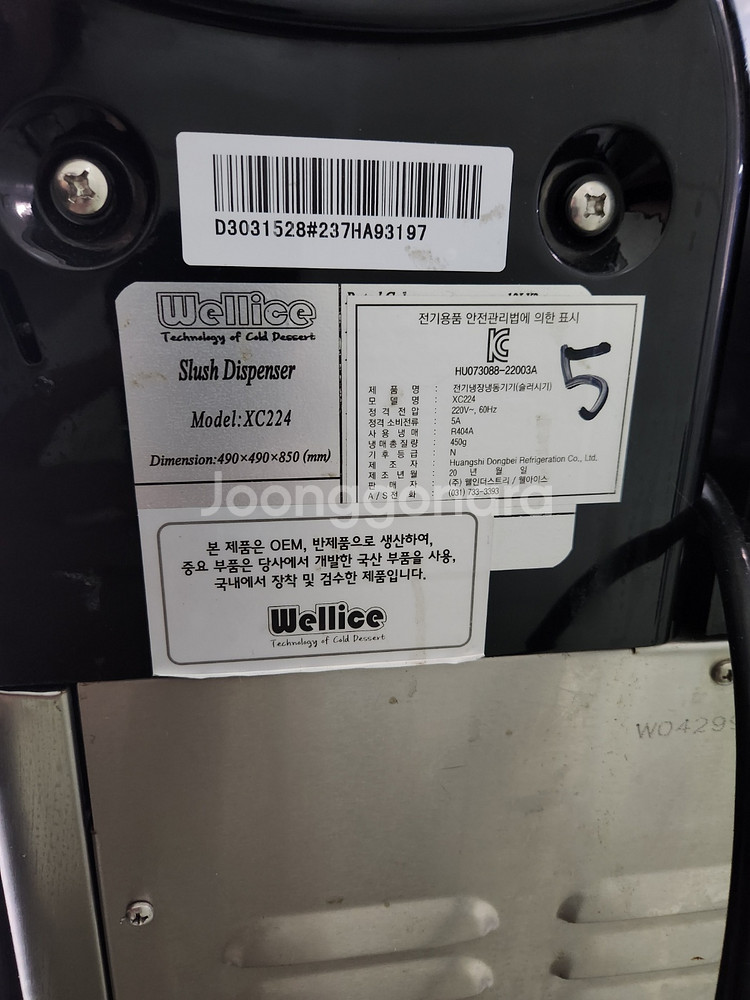 D3031528#237HA93197
Wellice
Technology of Cold Dessert
Slush Dispenser
Model:XC224
Dimension:490×490×850 (mm)
전기용품 안전관리법에 의한 표시
HU073088-22003A
5
제 품 명 : 전기냉장냉동기기(슬러시기)
모 델 명 : XC224
정 격 전 압 : 220V~, 60Hz
정격 소비전류 : 5A
사 용 냉 매 : R404A
냉 매 총 질 량 : 450g
기 후 등 급 : N
제 조 자 : Huangshi Dongbei Refrigeration Co., Ltd.
제 조 년 월 : 20 년 월 일
판 매 자 : (주) 웰인더스트리 / 웰아이스
A / S 전 화 : (031) 733-3393
Joonggongra
본 제품은 OEM, 반제품으로 생산하여,
중요 부품은 당사에서 개발한 국산 부품을 사용,
국내에서 장착 및 검수한 제품입니다.
Wellice
Technology of Cold Dessert
W04299